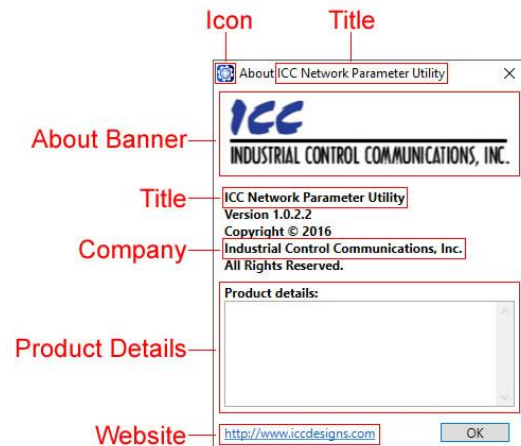 Icon Title
About ICC Network Parameter Utility
About Banner
ICC
INDUSTRIAL CONTROL COMMUNICATIONS, INC.
Title
ICC Network Parameter Utility
Version 1.0.2.2
Copyright © 2016
Company
Industrial Control Communications, Inc.
All Rights Reserved.
Product details:
Product Details
Website
http://www.iccdesigns.com
OK